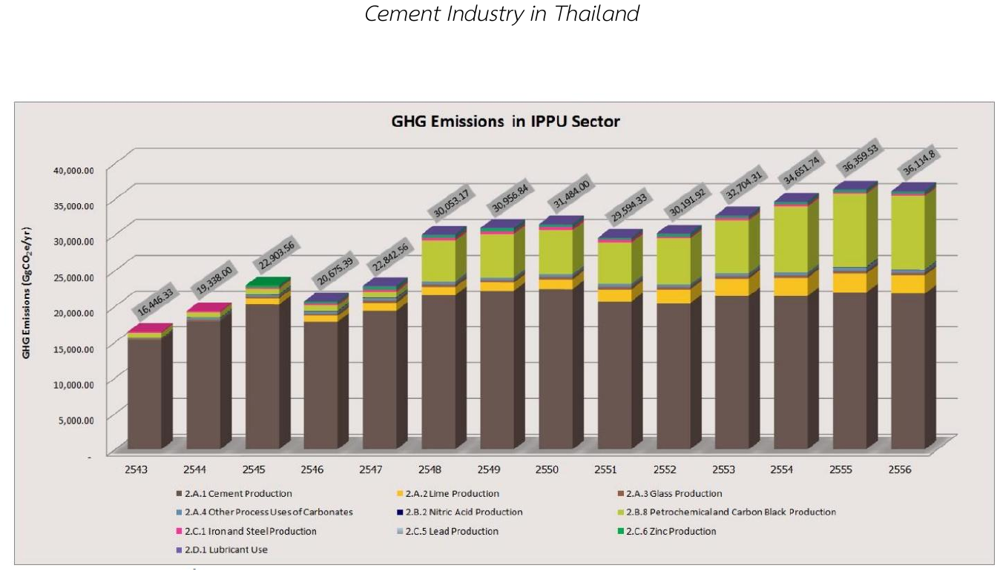 Cement Industry in Thailand
GHG Emissions in IPPU Sector
GHG Emissions (GgCO₂e/yr)
40,000.00
35,000.00
30,000.00
25,000.00
20,000.00
15,000.00
10,000.00
5,000.00
-
16,446.33
19,338.00
22,903.56
20,675.39
22,842.56
30,053.17
30,956.84
31,484.00
29,594.33
30,191.92
32,704.31
34,651.74
36,359.53
36,114.8
2543 2544 2545 2546 2547 2548 2549 2550 2551 2552 2553 2554 2555 2556
2.A.1 Cement Production 2.A.2 Lime Production 2.A.3 Glass Production
2.A.4 Other Process Uses of Carbonates 2.B.2 Nitric Acid Production 2.B.8 Petrochemical and Carbon Black Production
2.C.1 Iron and Steel Production 2.C.5 Lead Production 2.C.6 Zinc Production
2.D.1 Lubricant Use